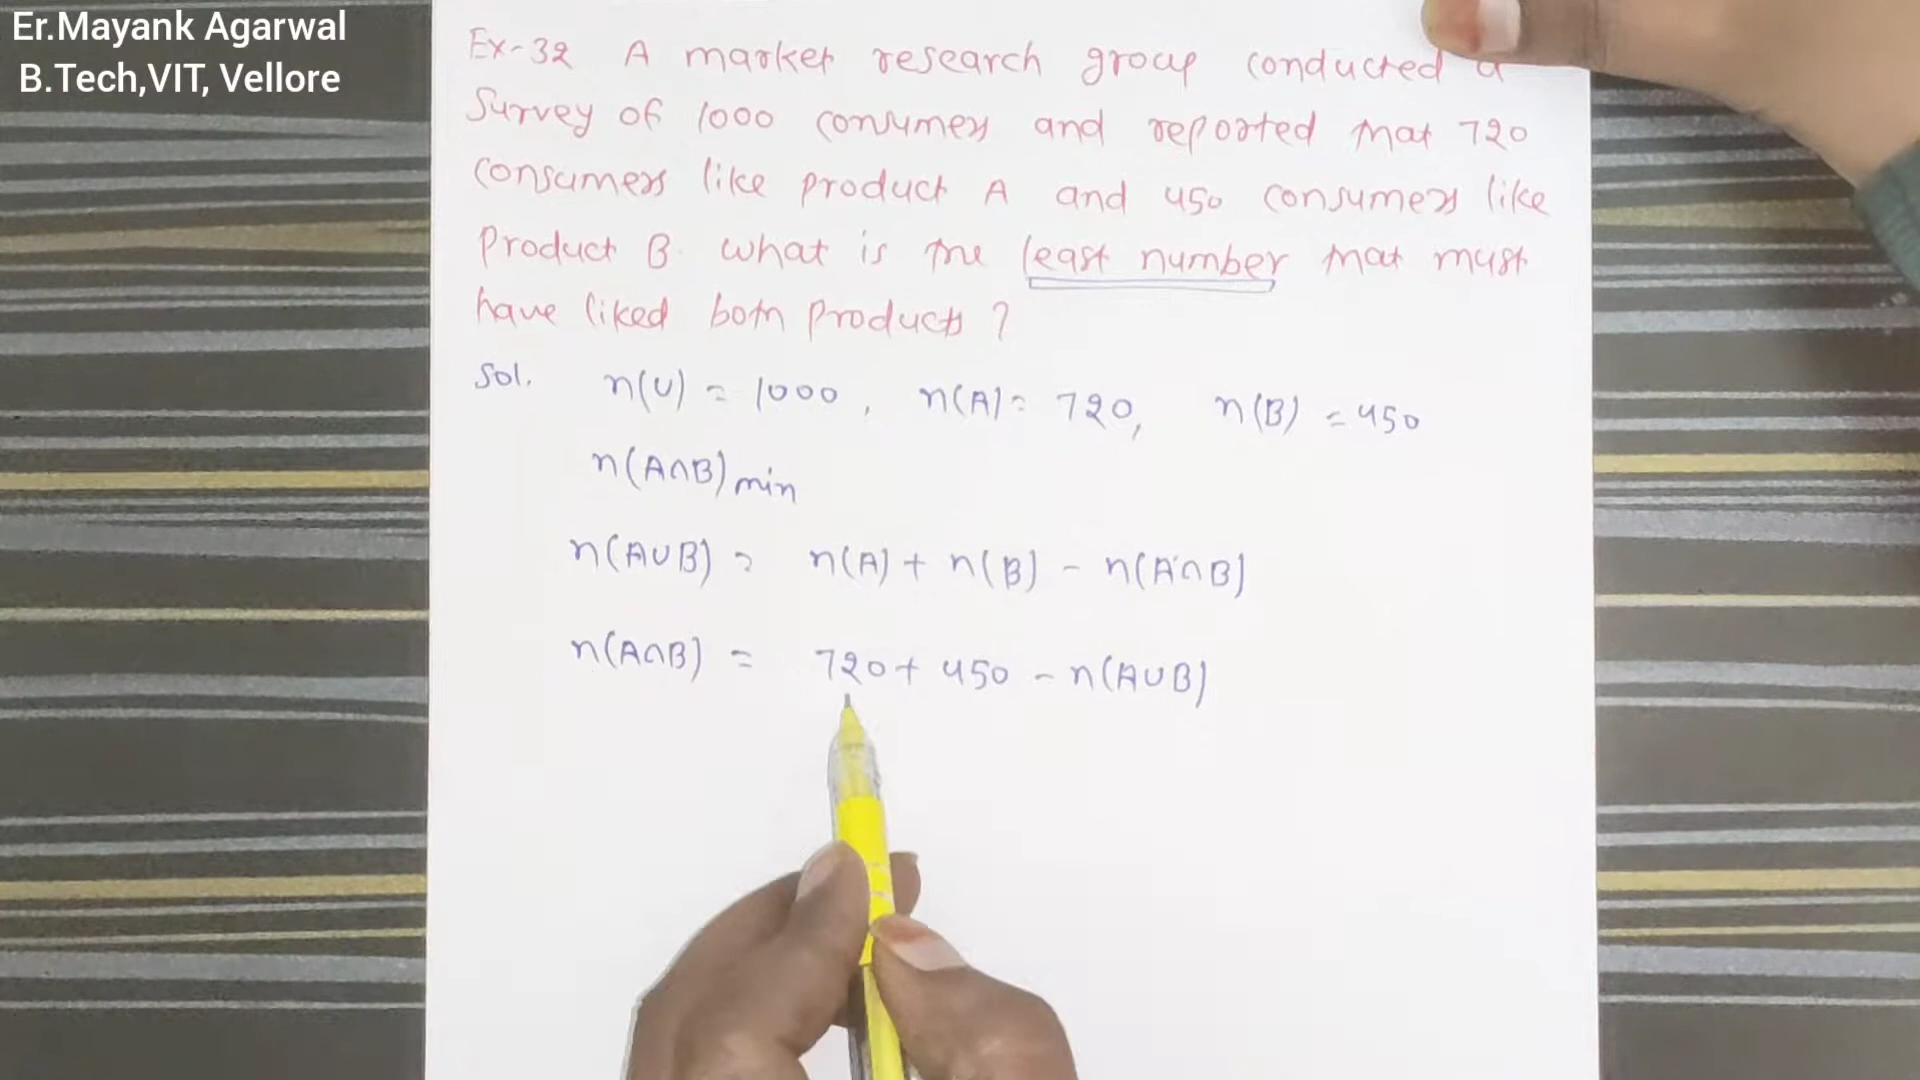 Er.Mayank Agarwal
B.Tech,VIT, Vellore
Ex-32 A market research group conducted a
Survey of 1000 consumers and reported that 720
consumers like product A and 450 consumers like
Product B. what is the least number that must
have liked both products ?
Sol. n(U) = 1000, n(A) = 720, n(B) = 450
n(A∩B) min
n(A∪B) = n(A) + n(B) - n(A∩B)
n(A∩B) = 720 + 450 - n(A∪B)